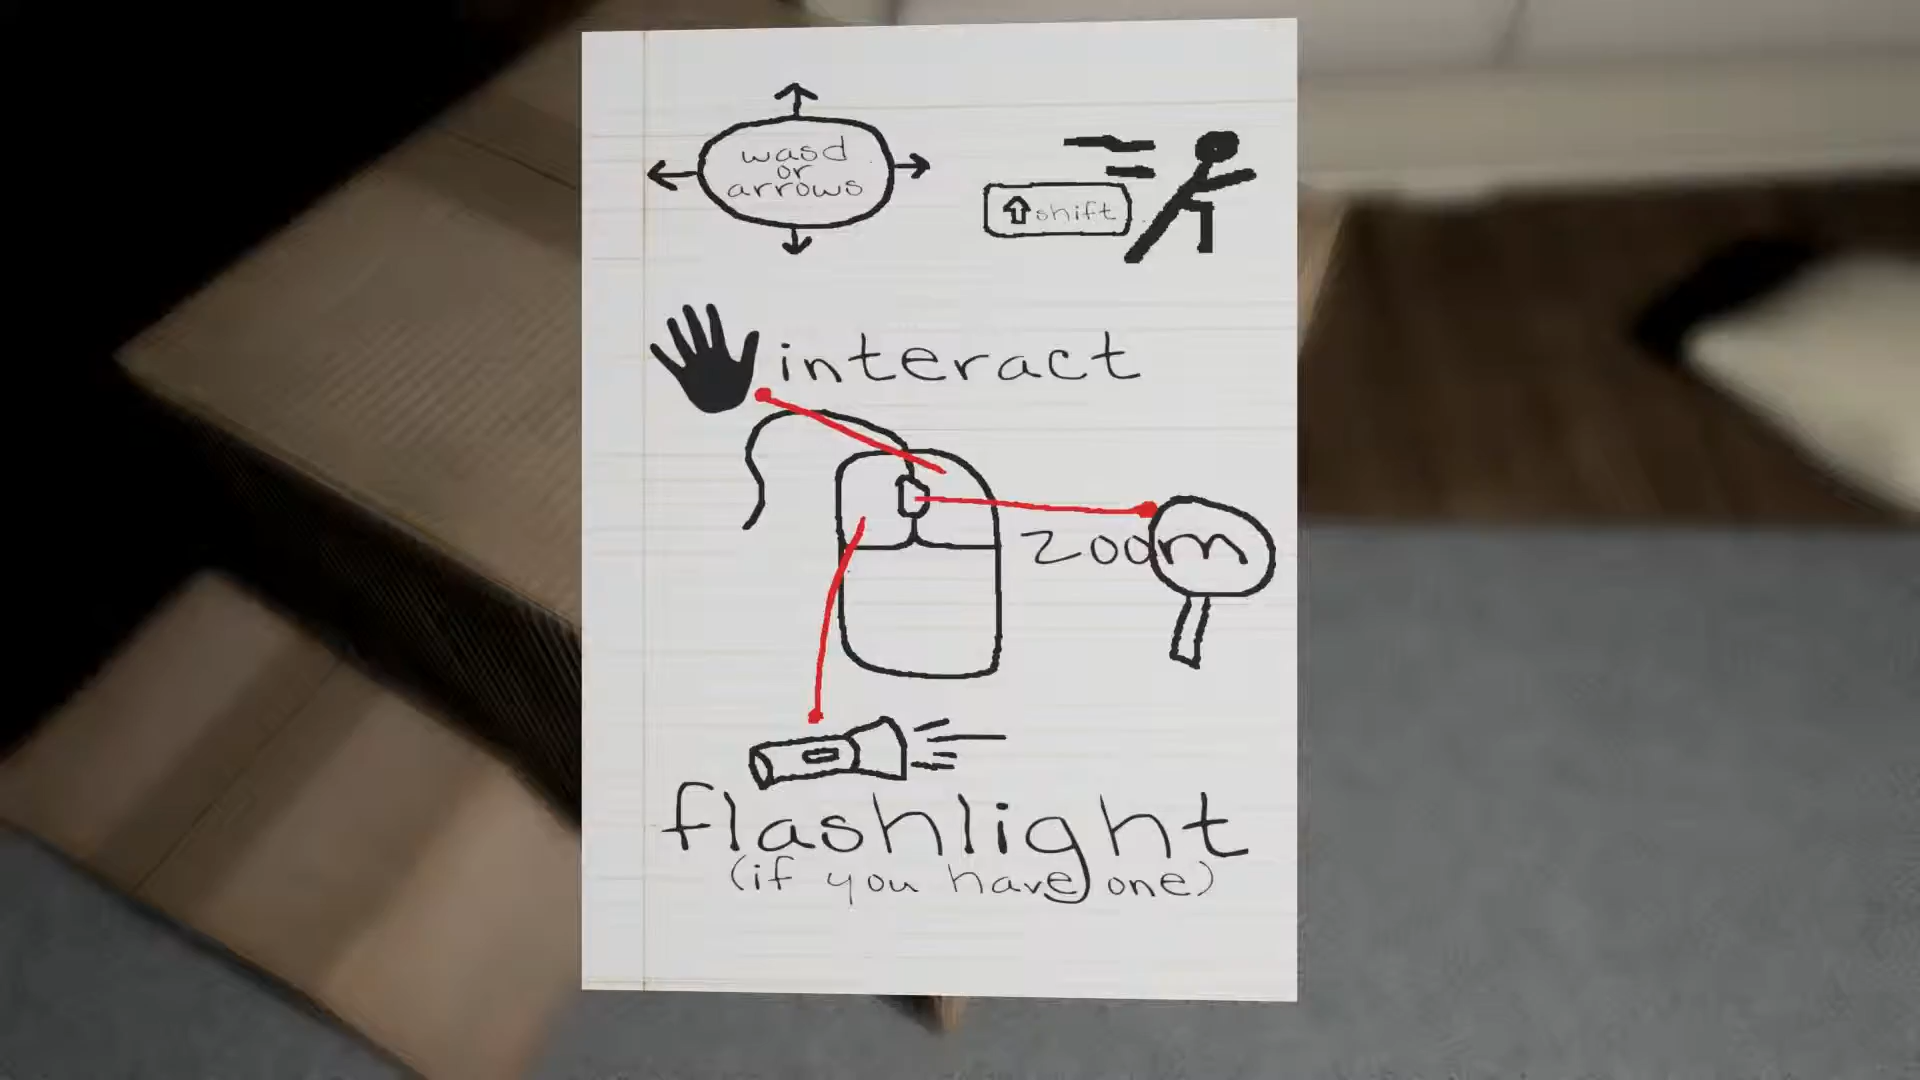 wasd
or
arrows
shift
interact
zoom
flashlight
(if you have one)